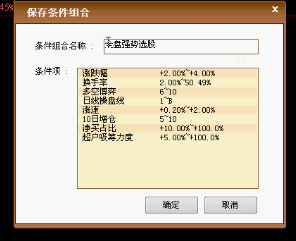 45%
保存条件组合
条件组合名称：
盘强势选股
条件项：
涨跌幅 +2.00%~+4.00%
换手率 2.00%~50.49%
多空博弈 6~10
日线操盘线 1~B
涨速 +0.20%~+2.00%
10日增仓 5~10
净买占比 +10.00%~+100.0%
超户吸筹力度 +5.00%~+100.0%
确定 取消